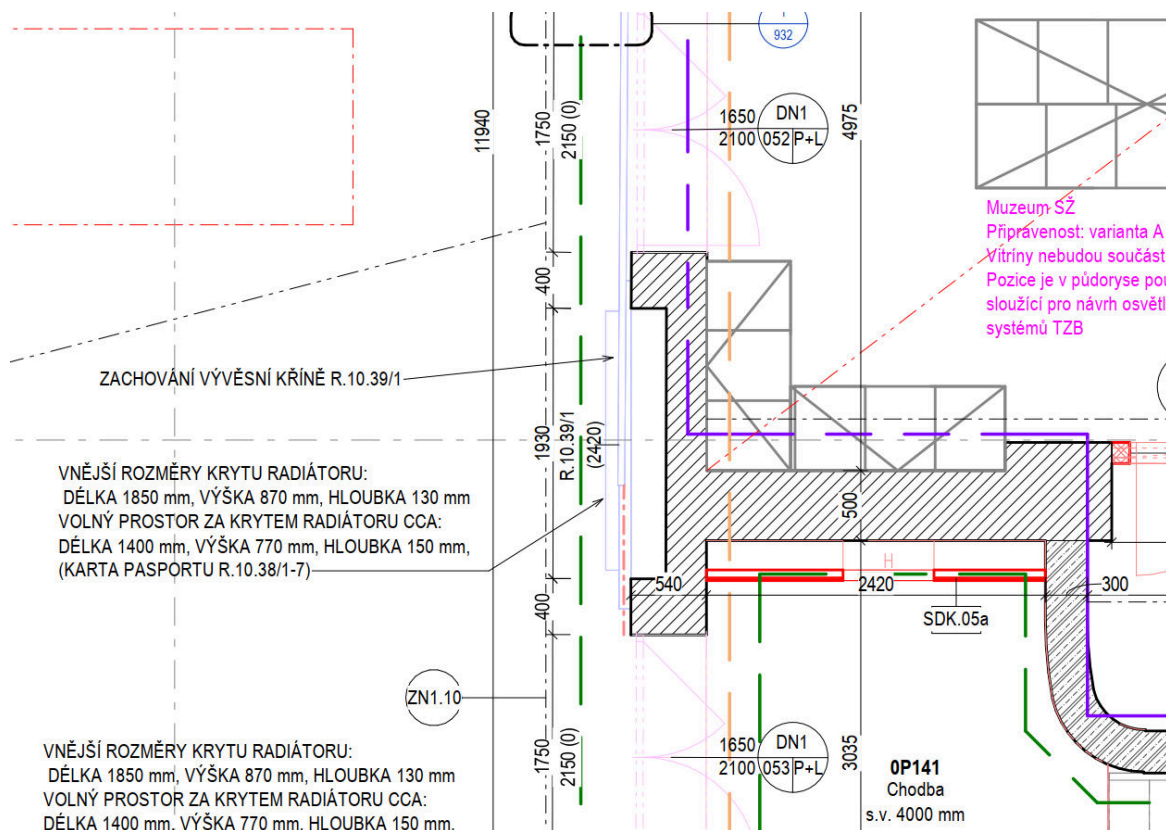 932
11940
1750
2150 (0)
1650
2100
DN1
052
P+L
4975
Muzeum SŽ
Připravenost: varianta A
Vitríny nebudou součást
Pozice je v půdoryse pou
sloužící pro návrh osvětl
systémů TZB
400
ZACHOVÁNÍ VÝVĚSNÍ KŘÍNĚ R.10.39/1
1930
R.10.39/1
(2420)
VNĚJŠÍ ROZMĚRY KRYTU RADIÁTORU:
DÉLKA 1850 mm, VÝŠKA 870 mm, HLOUBKA 130 mm
VOLNÝ PROSTOR ZA KRYTEM RADIÁTORU CCA:
DÉLKA 1400 mm, VÝŠKA 770 mm, HLOUBKA 150 mm,
(KARTA PASPORTU R.10.38/1-7)
500
H
540
2420
300
SDK.05a
400
ZN1.10
1750
2150 (0)
1650
2100
DN1
053
P+L
3035
0P141
Chodba
s.v. 4000 mm
VNĚJŠÍ ROZMĚRY KRYTU RADIÁTORU:
DÉLKA 1850 mm, VÝŠKA 870 mm, HLOUBKA 130 mm
VOLNÝ PROSTOR ZA KRYTEM RADIÁTORU CCA:
DÉLKA 1400 mm, VÝŠKA 770 mm, HLOUBKA 150 mm,